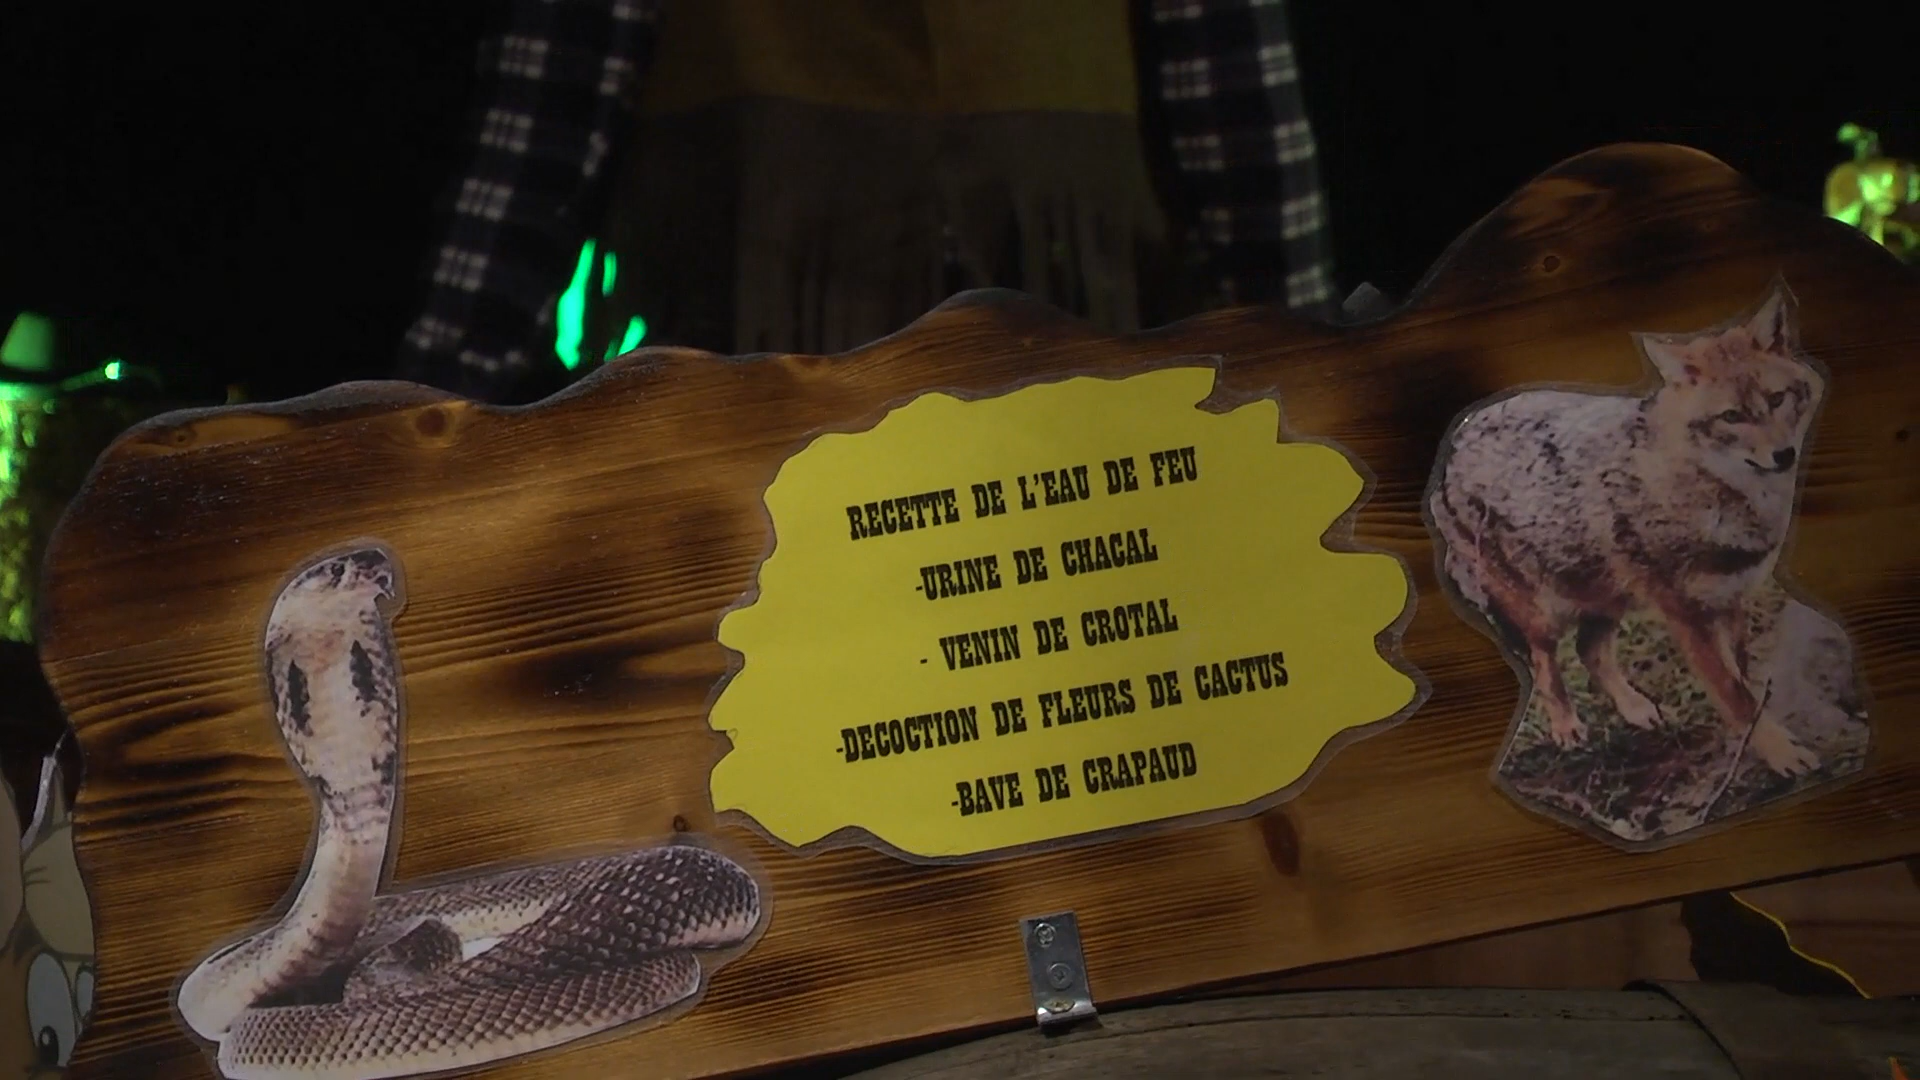 RECETTE DE L'EAU DE FEU
-URINE DE CHACAL
- VENIN DE CROTAL
-DECOCTION DE FLEURS DE CACTUS
-BAVE DE CRAPAUD